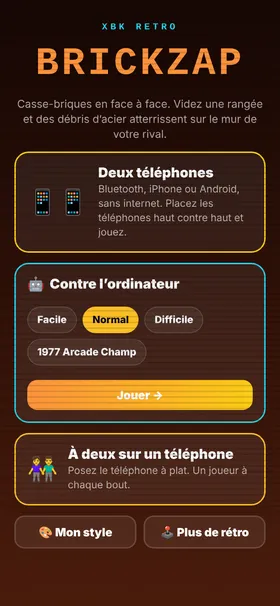 XBK RETRO
BRICKZAP
Casse-briques en face à face. Videz une rangée
et des débris d'acier atterrissent sur le mur de
votre rival.
Deux téléphones
Bluetooth, iPhone ou Android,
sans internet. Placez les
téléphones haut contre haut et
jouez.
Contre l'ordinateur
Facile
Normal
Difficile
1977 Arcade Champ
Jouer →
À deux sur un téléphone
Posez le téléphone à plat. Un joueur à
chaque bout.
Mon style
Plus de rétro